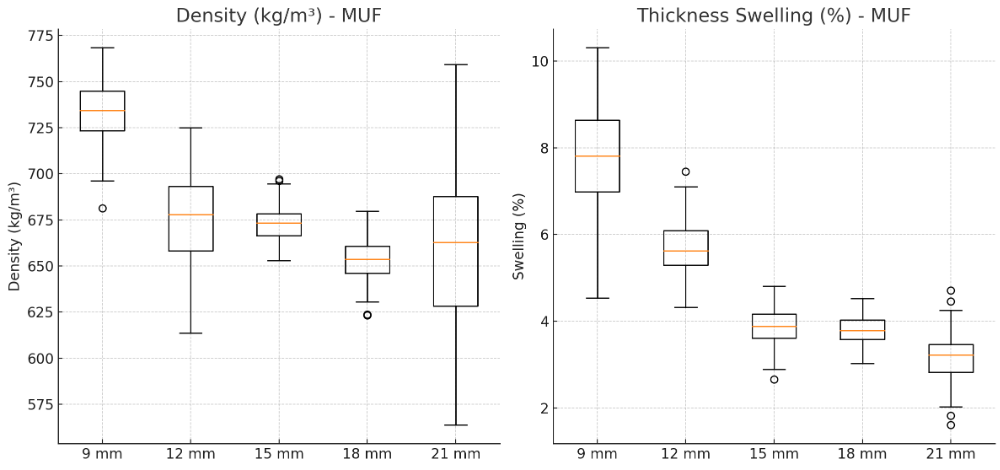 Density (kg/m³) - MUF
Density (kg/m³)
775
750
725
700
675
650
625
600
575
9 mm 12 mm 15 mm 18 mm 21 mm
Thickness Swelling (%) - MUF
Swelling (%)
10
8
6
4
2
9 mm 12 mm 15 mm 18 mm 21 mm